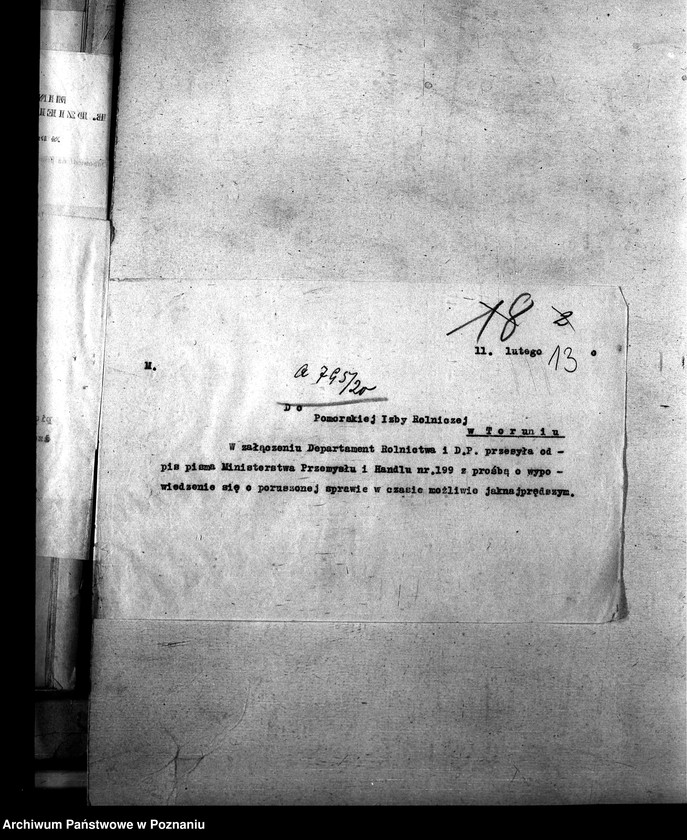 18
11. lutego 13 o
M.
a 795/20
Do
Pomorskiej Izby Rolniczej
w Toruniu
W załączeniu Departament Rolnictwa i D.P. przesyła od -
pis pisma Ministerstwa Przemysłu i Handlu nr.199 z prośbą o wypo -
wiedzenie się o poruszonej sprawie w czasie możliwie jaknajprędszym.
Archiwum Państwowe w Poznaniu